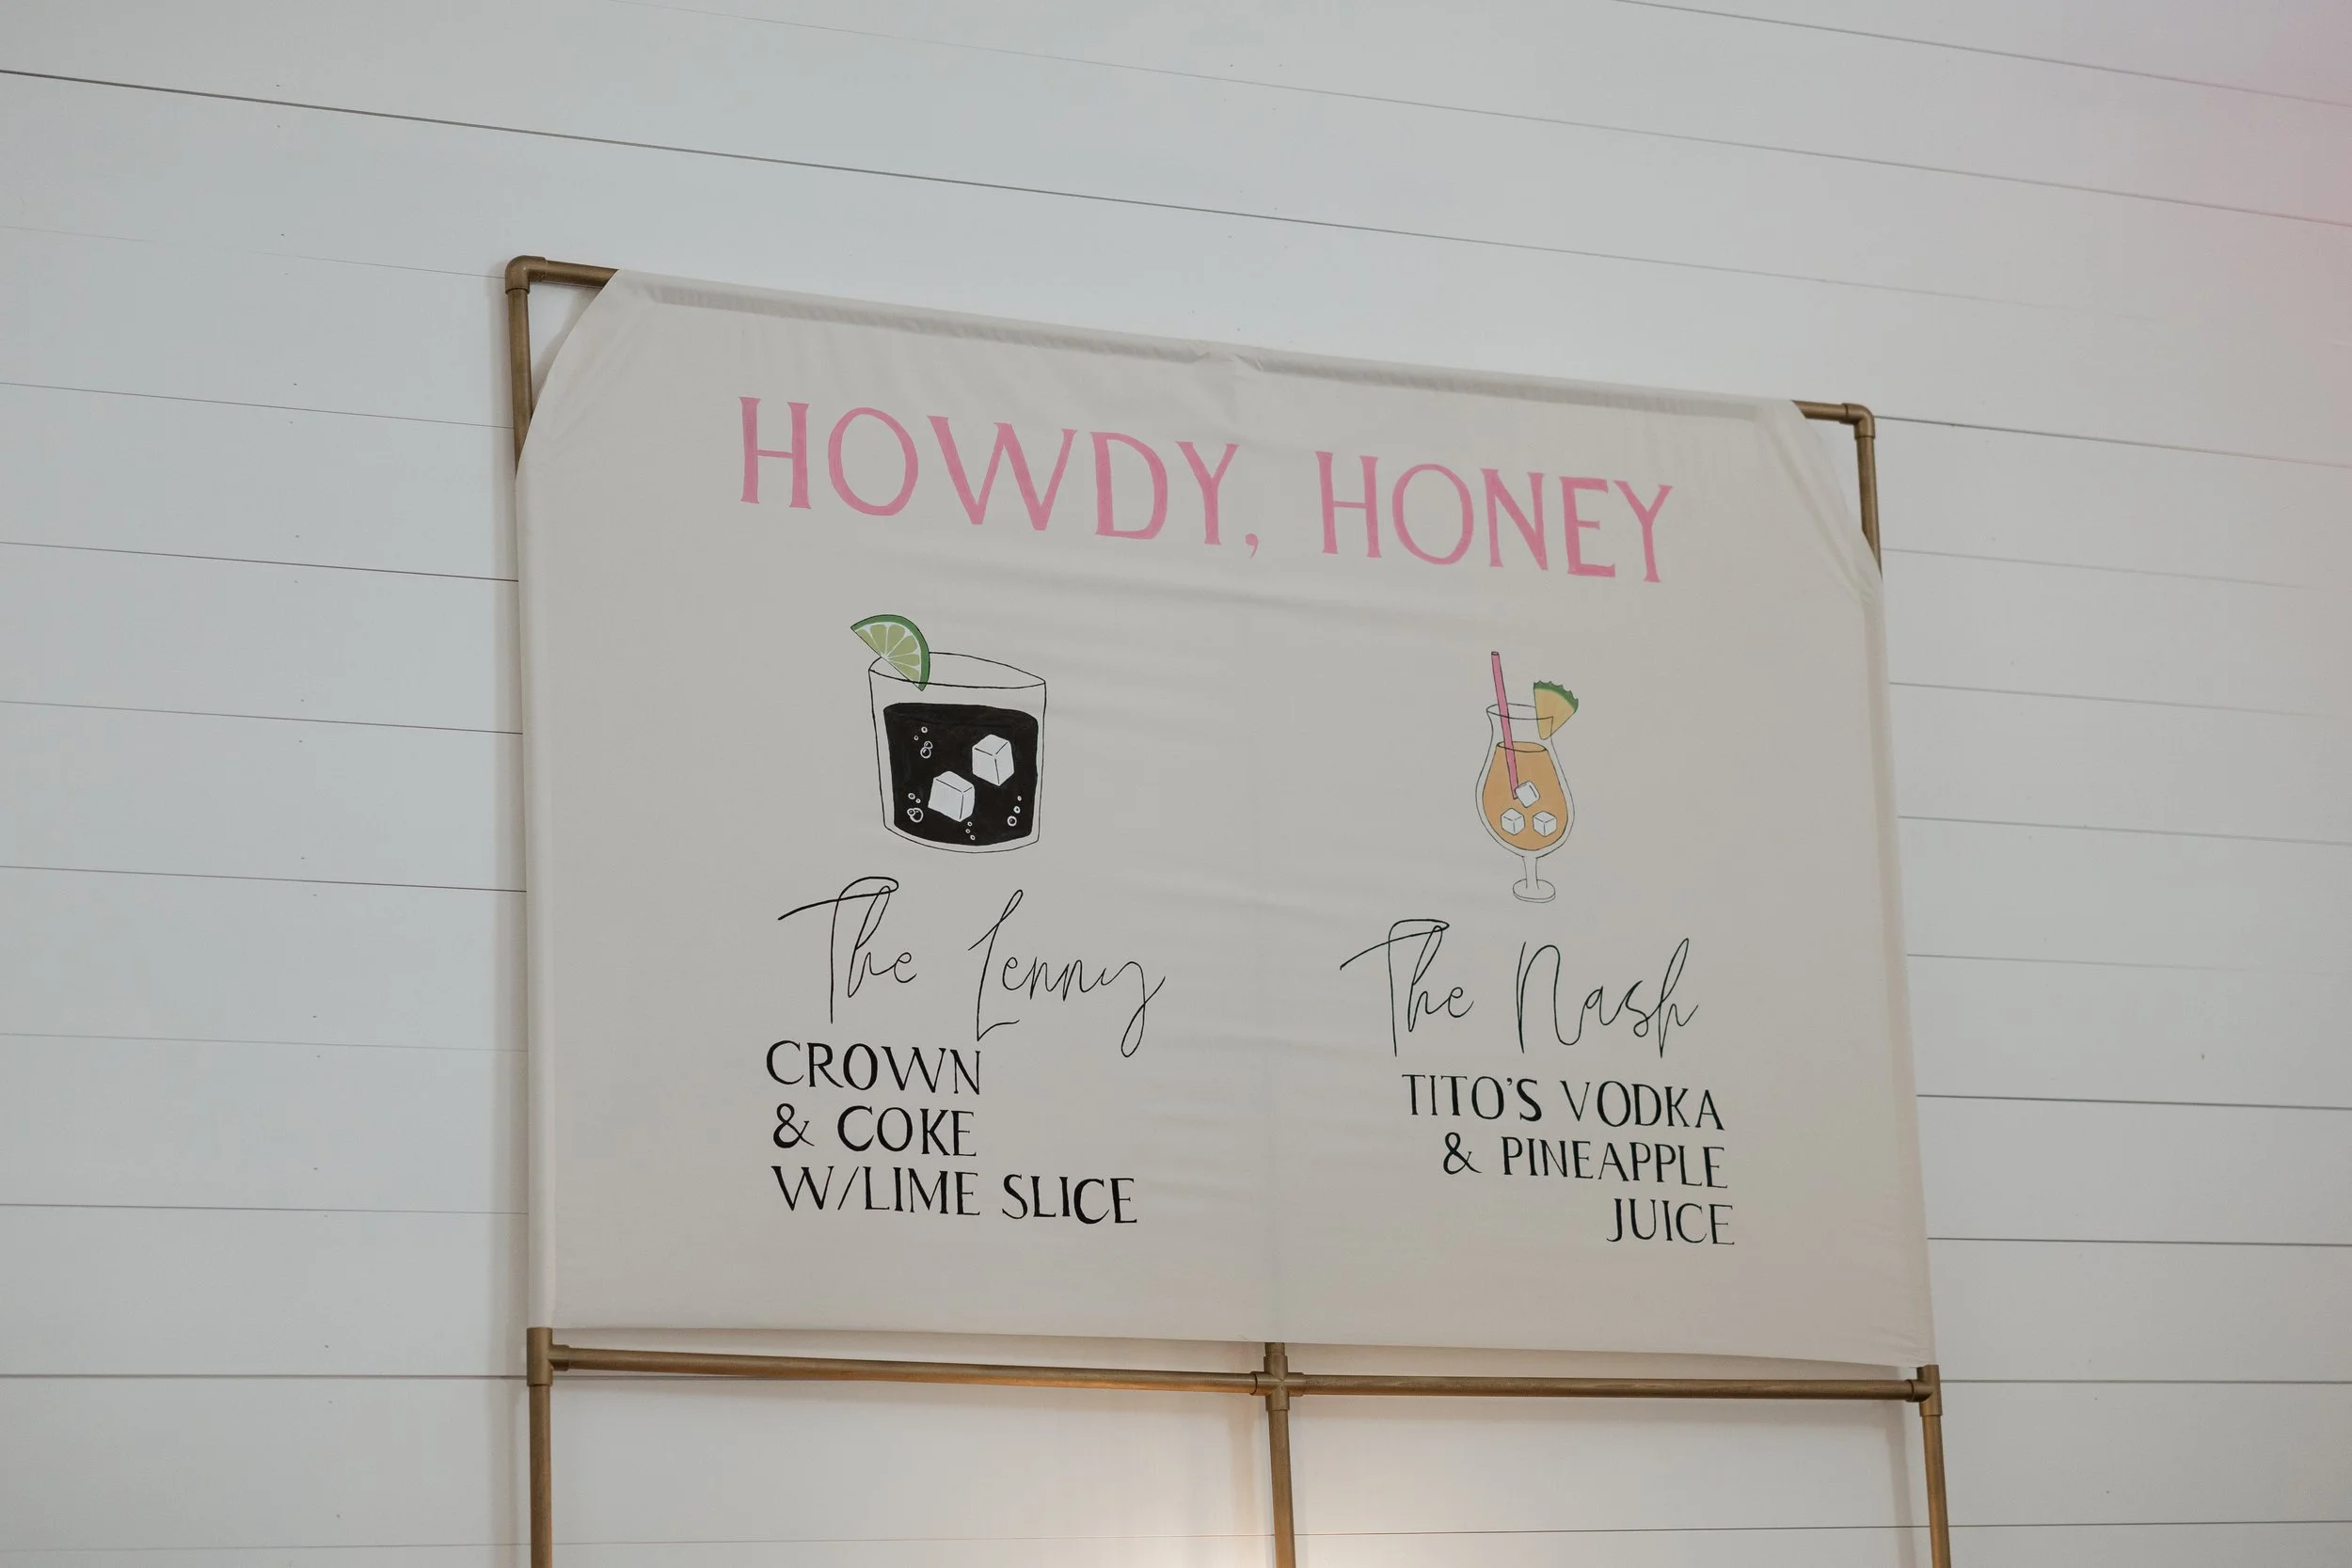 HOWDY, HONEY
The Lenny
CROWN
& COKE
W/LIME SLICE
The Nash
TITO'S VODKA
& PINEAPPLE
JUICE